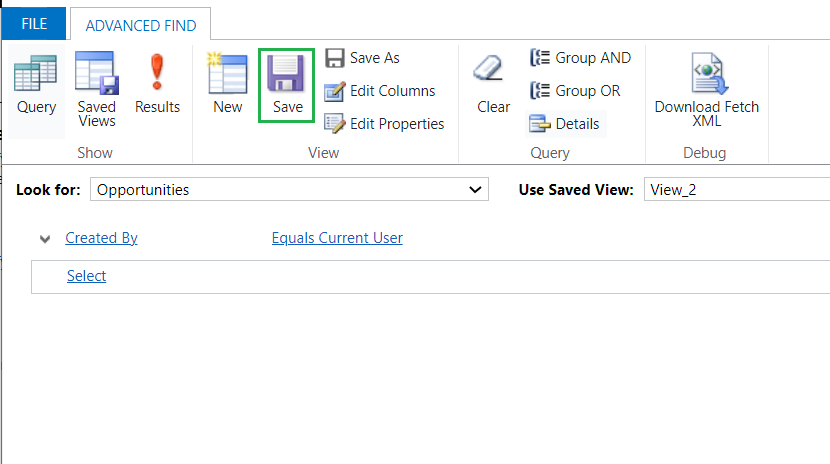 FILE ADVANCED FIND
Save As
Group AND
Edit Columns
Group OR
Query Saved Views Results New Save Clear Download Fetch XML
Edit Properties
Details
Show View Query Debug
Look for: Opportunities Use Saved View: View_2
Created By Equals Current User
Select